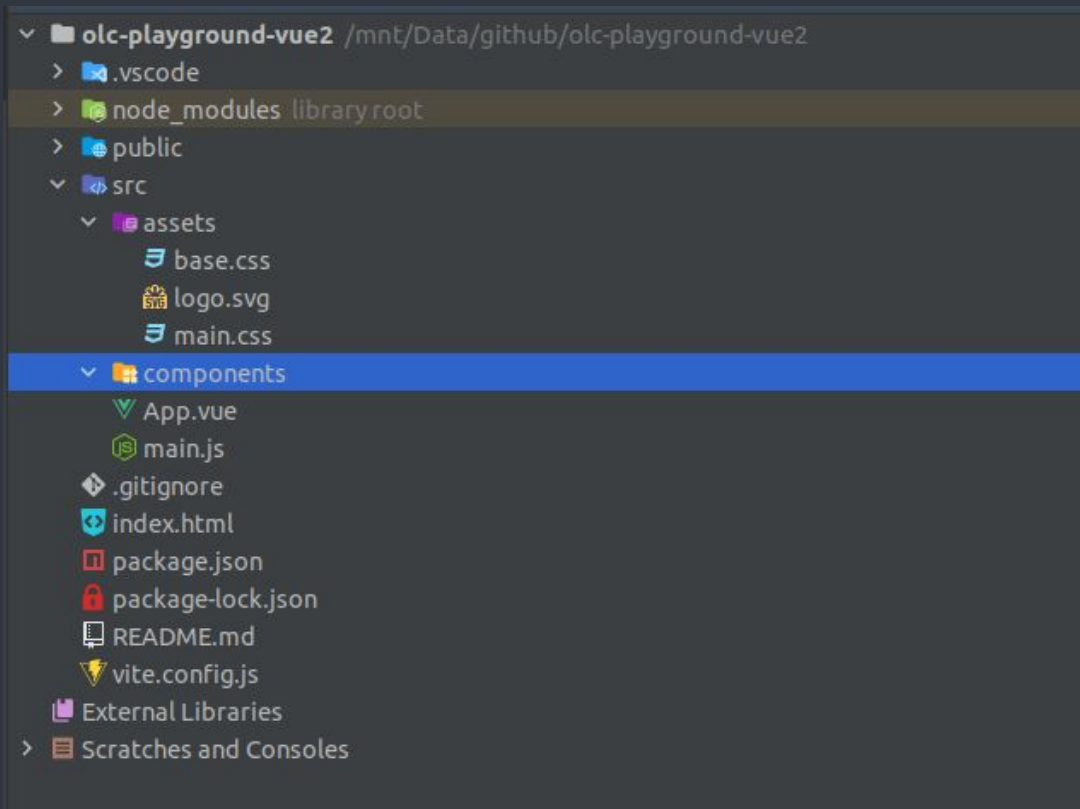 olc-playground-vue2 /mnt/Data/github/olc-playground-vue2
.vscode
node_modules library root
public
src
assets
base.css
logo.svg
main.css
components
App.vue
main.js
.gitignore
index.html
package.json
package-lock.json
README.md
vite.config.js
External Libraries
Scratches and Consoles